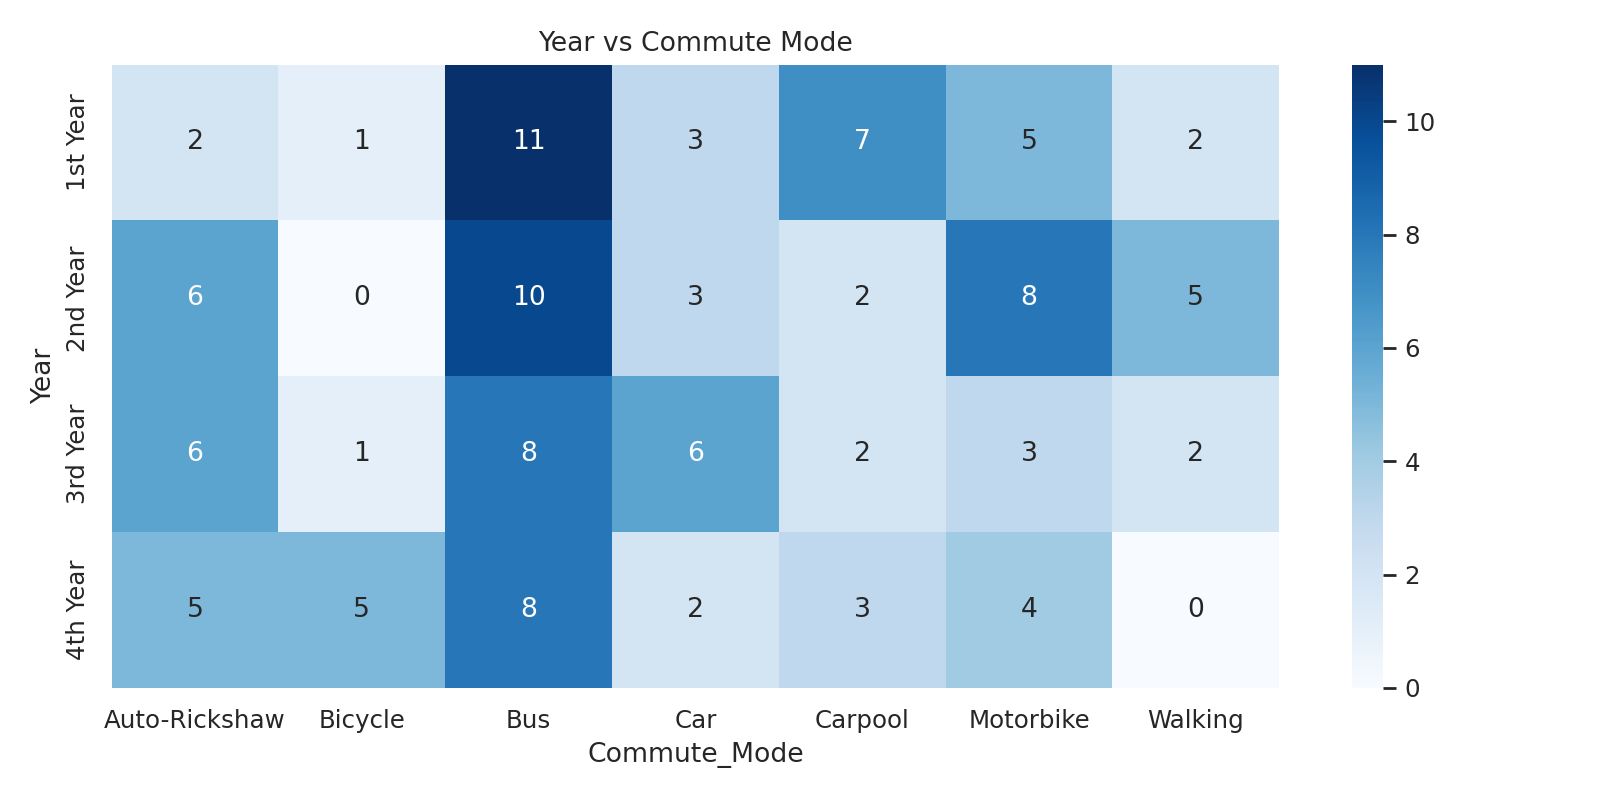 Year vs Commute Mode
1st Year
2 1 11 3 7 5 2
2nd Year
6 0 10 3 2 8 5
3rd Year
6 1 8 6 2 3 2
4th Year
5 5 8 2 3 4 0
Year
Auto-Rickshaw Bicycle Bus Car Carpool Motorbike Walking
Commute_Mode
10
8
6
4
2
0